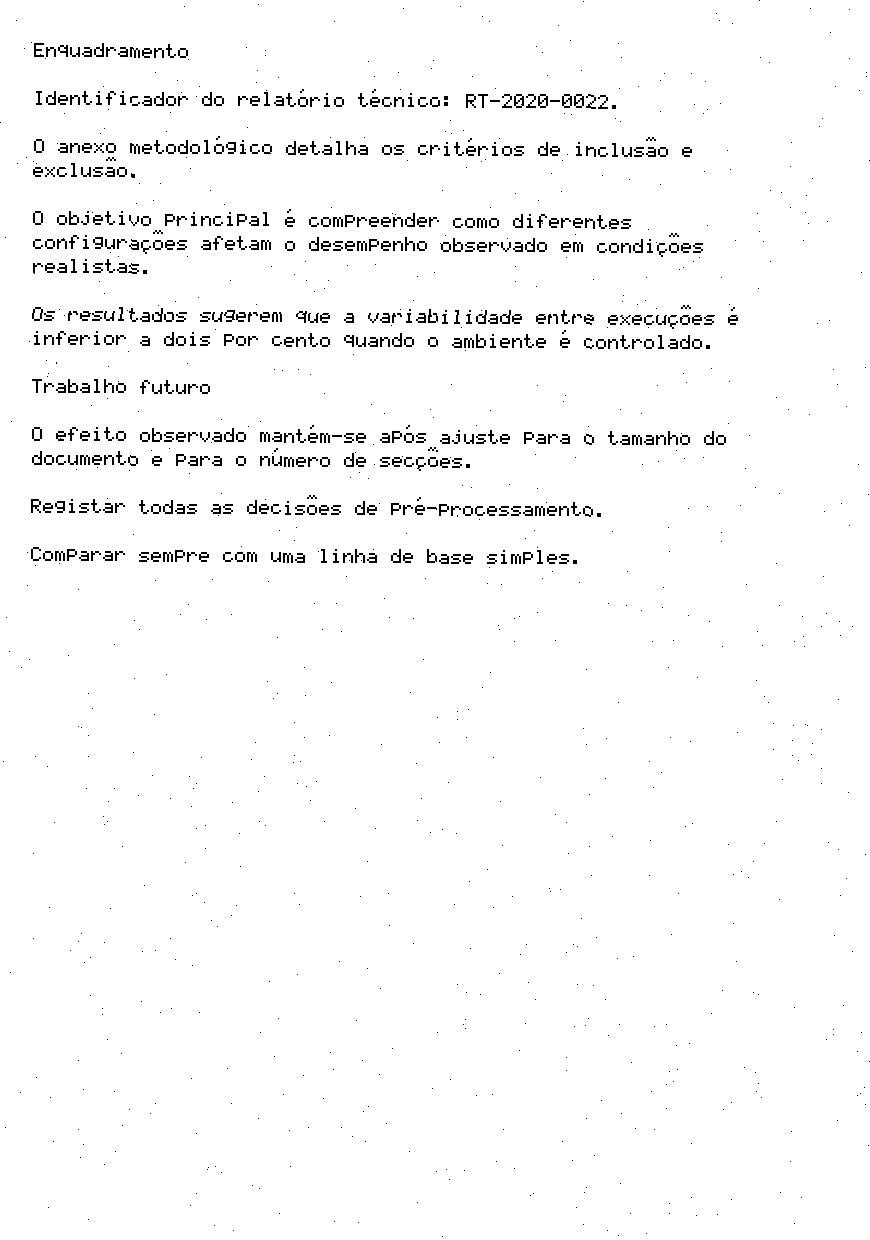 Enquadramento
Identificador do relatório técnico: RT-2020-0022.
O anexo metodológico detalha os critérios de inclusão e
exclusão.
O objetivo principal é compreender como diferentes
configurações afetam o desempenho observado em condições
realistas.
Os resultados sugerem que a variabilidade entre execuções é
inferior a dois por cento quando o ambiente é controlado.
Trabalho futuro
O efeito observado mantém-se após ajuste para o tamanho do
documento e para o número de secções.
Registar todas as decisões de pré-processamento.
Comparar sempre com uma linha de base simples.